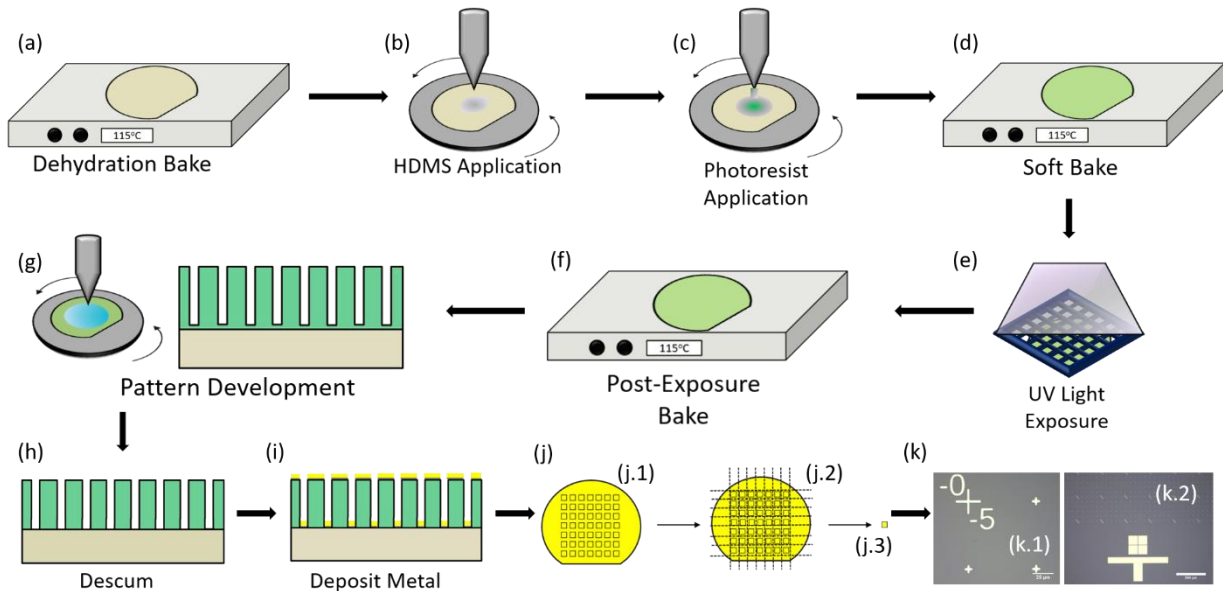 (a)
115°C
Dehydration Bake
(b)
HDMS Application
(c)
Photoresist
Application
(d)
115°C
Soft Bake
(e)
UV Light
Exposure
(f)
115°C
Post-Exposure
Bake
(g)
Pattern Development
(h)
Descum
(i)
Deposit Metal
(j)
(j.1)
(j.2)
(j.3)
(k)
-0
-5
(k.1)
(k.2)